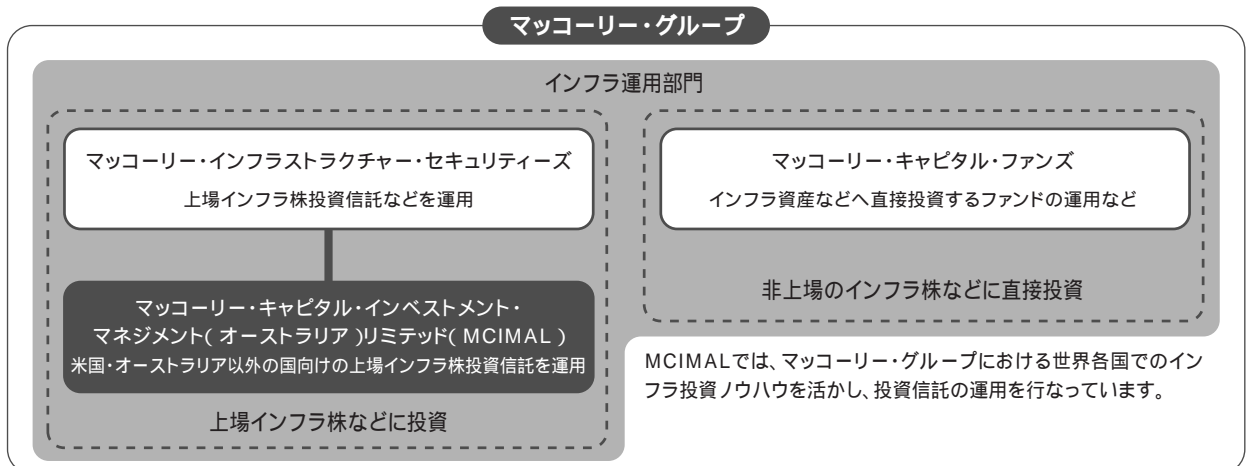 マッコーリー・グループ
インフラ運用部門
マッコーリー・インフラストラクチャー・セキュリティーズ
上場インフラ株投資信託などを運用
マッコーリー・キャピタル・インベストメント・
マネジメント(オーストラリア)リミテッド(MCIMAL)
米国・オーストラリア以外の国向けの上場インフラ株投資信託を運用
上場インフラ株などに投資
マッコーリー・キャピタル・ファンズ
インフラ資産などへ直接投資するファンドの運用など
非上場のインフラ株などに直接投資
MCIMALでは、マッコーリー・グループにおける世界各国でのイン
フラ投資ノウハウを活かし、投資信託の運用を行なっています。